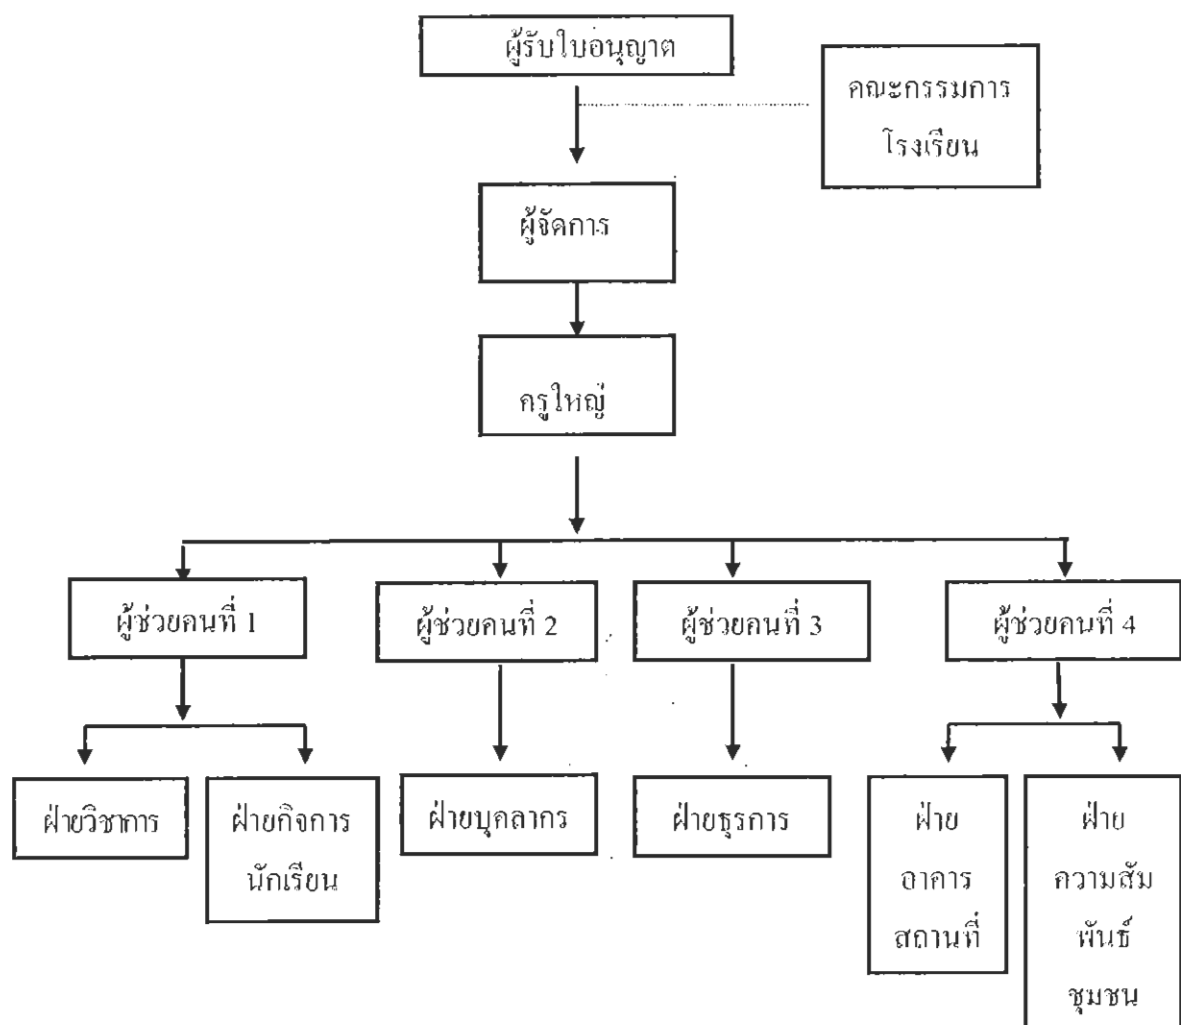 ผู้รับใบอนุญาต
คณะกรรมการ
โรงเรียน
ผู้จัดการ
ครูใหญ่
ผู้ช่วยคนที่ 1
ผู้ช่วยคนที่ 2
ผู้ช่วยคนที่ 3
ผู้ช่วยคนที่ 4
ฝ่ายวิชาการ
ฝ่ายกิจการ
นักเรียน
ฝ่ายบุคลากร
ฝ่ายธุรการ
ฝ่าย
อาคาร
สถานที่
ฝ่าย
ความสัม
พันธ์
ชุมชน